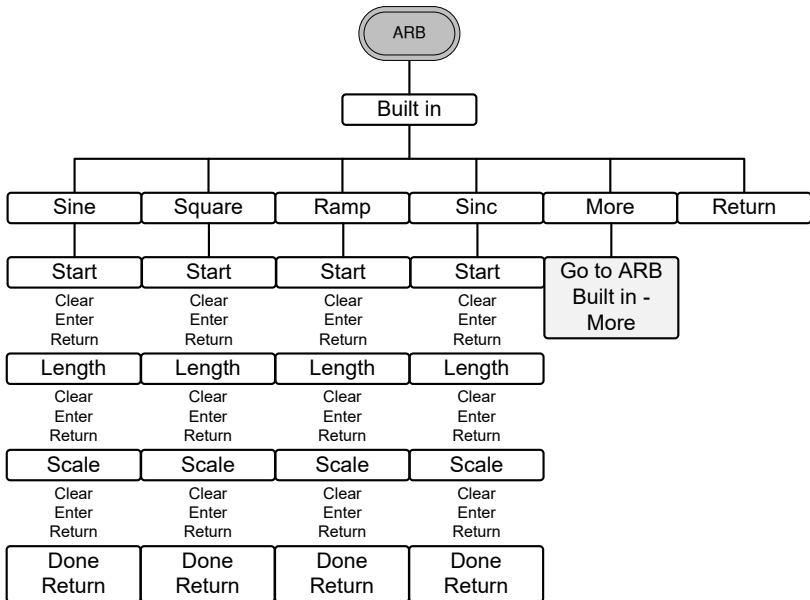 ARB
Built in
Sine Square Ramp Sinc More Return
Start Start Start Start Go to ARB
Built in -
More
Clear Clear Clear Clear
Enter Enter Enter Enter
Return Return Return Return
Length Length Length Length
Clear Clear Clear Clear
Enter Enter Enter Enter
Return Return Return Return
Scale Scale Scale Scale
Clear Clear Clear Clear
Enter Enter Enter Enter
Return Return Return Return
Done Done Done Done
Return Return Return Return